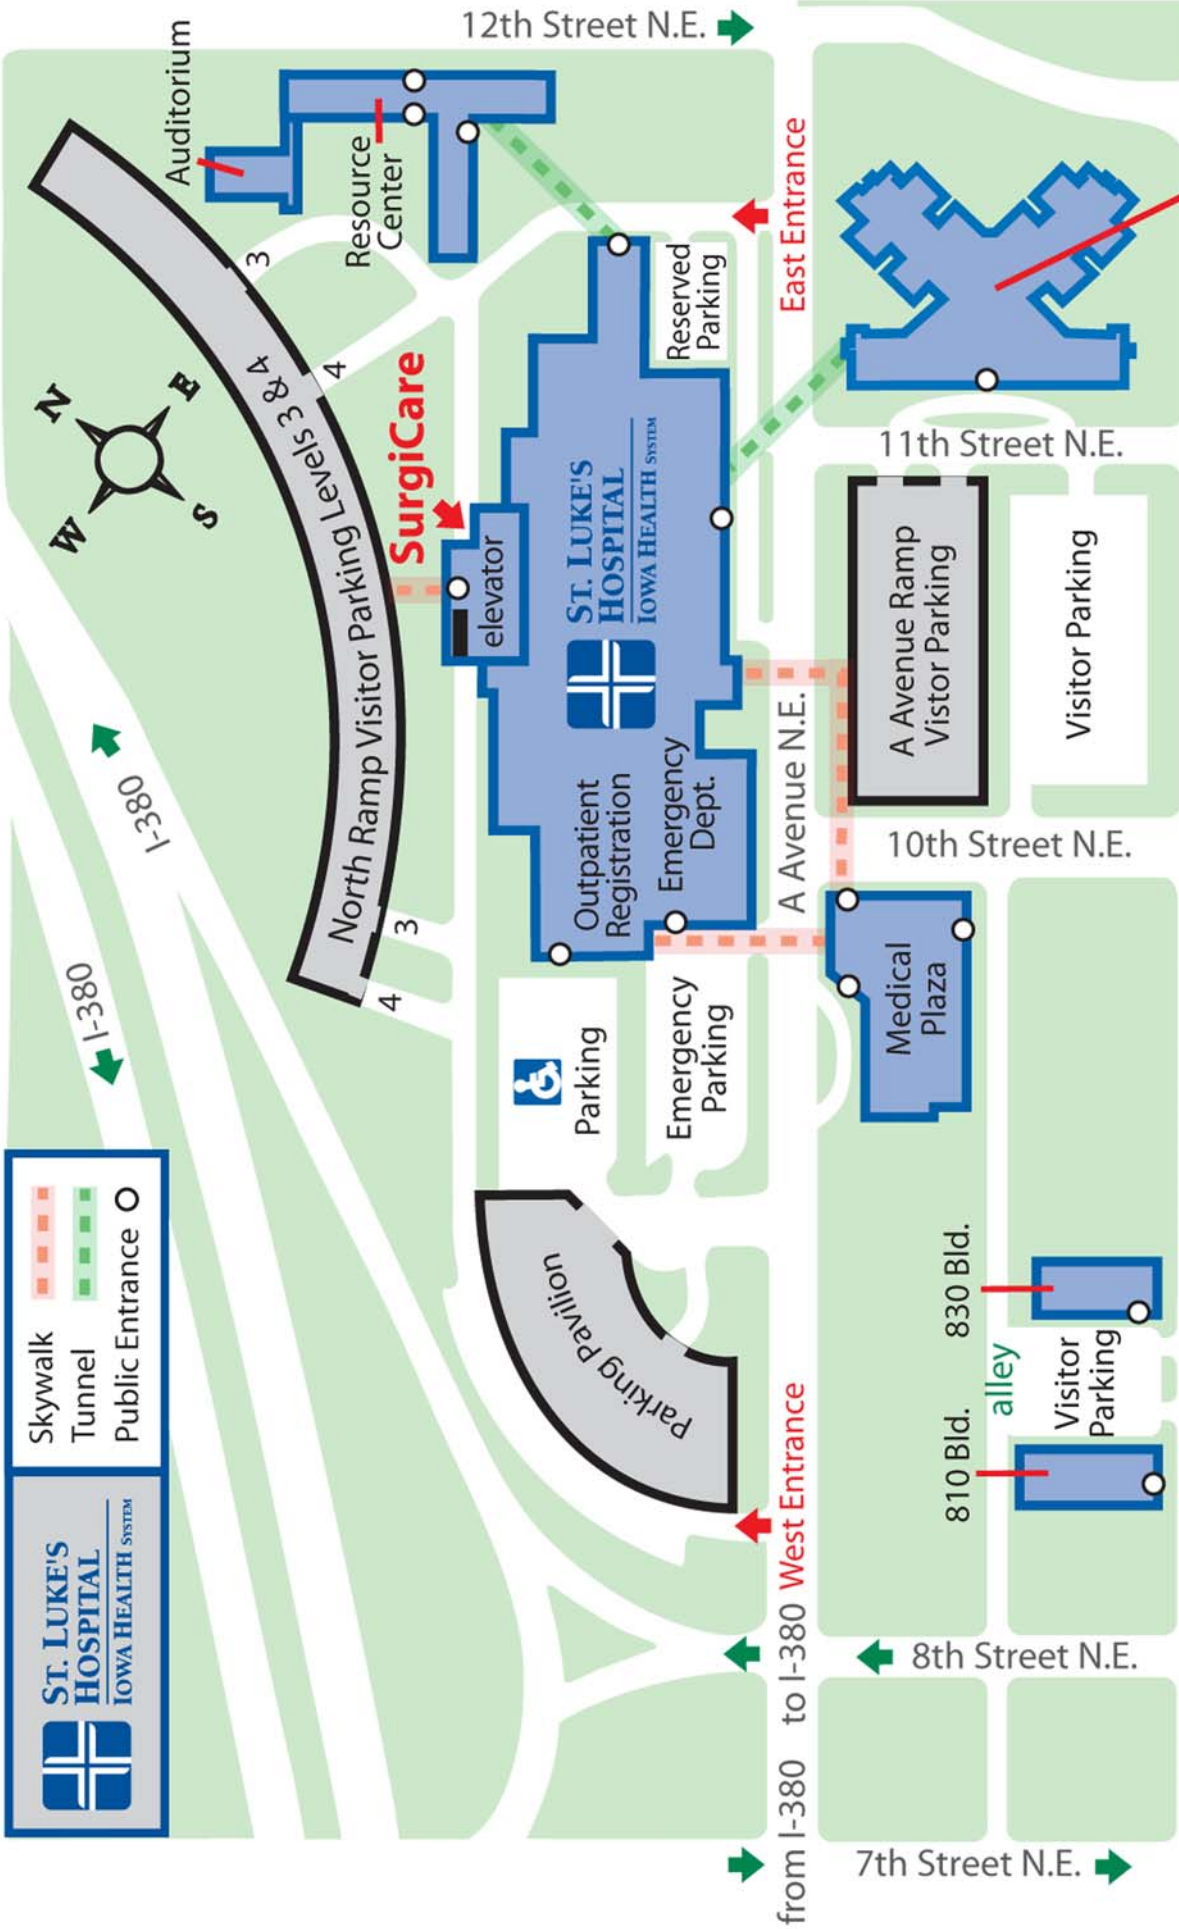 ST. LUKE'S
HOSPITAL
IOWA HEALTH SYSTEM
Skywalk
Tunnel
Public Entrance
I-380
I-380
W
N
S
E
North Ramp Visitor Parking Levels 3 & 4
4
3
4
3
Auditorium
Resource
Center
12th Street N.E.
SurgiCare
elevator
ST. LUKE'S
HOSPITAL
IOWA HEALTH SYSTEM
Outpatient
Registration
Emergency
Dept.
Reserved
Parking
Parking
Emergency
Parking
Parking Pavilion
from I-380
to I-380
West Entrance
A Avenue N.E.
East Entrance
7th Street N.E.
8th Street N.E.
810 Bld.
alley
830 Bld.
Visitor
Parking
Medical
Plaza
10th Street N.E.
A Avenue Ramp
Vistor Parking
Visitor Parking
11th Street N.E.